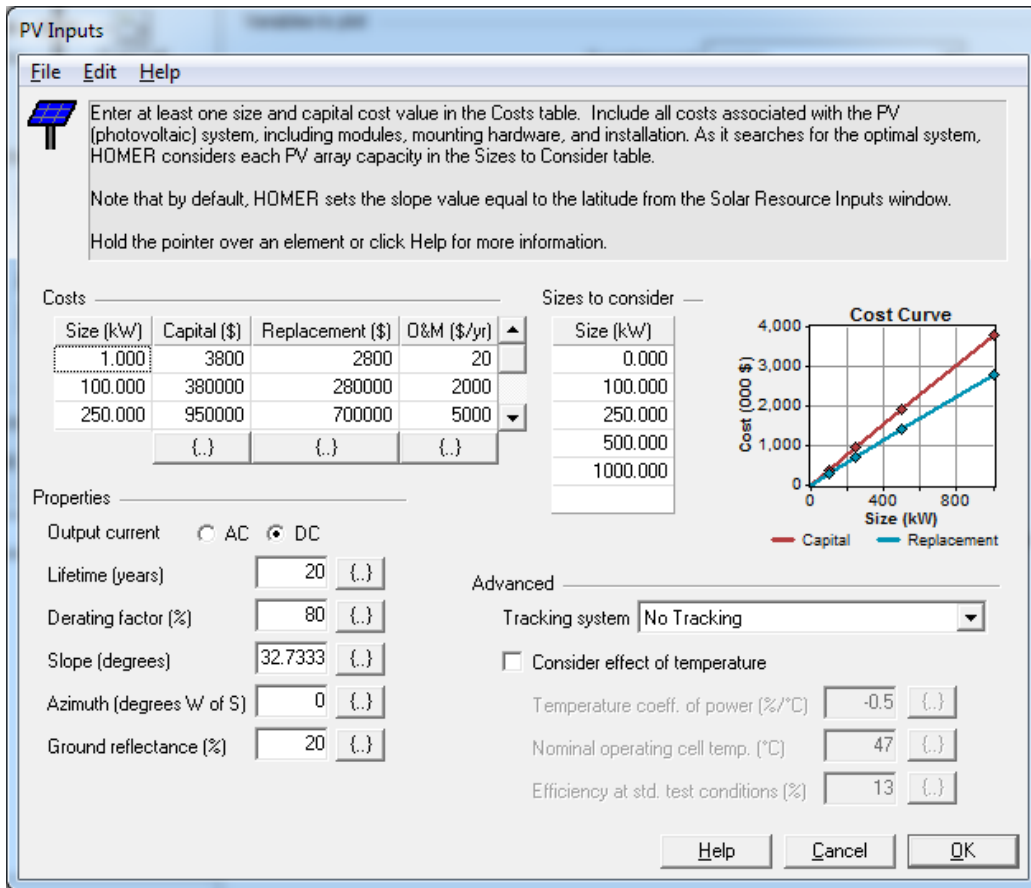 PV Inputs
File Edit Help
Enter at least one size and capital cost value in the Costs table. Include all costs associated with the PV
(photovoltaic) system, including modules, mounting hardware, and installation. As it searches for the optimal system,
HOMER considers each PV array capacity in the Sizes to Consider table.
Note that by default, HOMER sets the slope value equal to the latitude from the Solar Resource Inputs window.
Hold the pointer over an element or click Help for more information.
Costs
Size (kW) Capital ($) Replacement ($) O&M ($/yr)
1.000 3800 2800 20
100.000 380000 280000 2000
250.000 950000 700000 5000
{..} {..} {..}
Sizes to consider
Size (kW)
0.000
100.000
250.000
500.000
1000.000
Cost Curve
Cost (000 $)
4,000
3,000
2,000
1,000
0
0 400 800
Size (kW)
Capital Replacement
Properties
Output current AC DC
Lifetime (years) 20 {..}
Derating factor (%) 80 {..}
Slope (degrees) 32.7333 {..}
Azimuth (degrees W of S) 0 {..}
Ground reflectance (%) 20 {..}
Advanced
Tracking system No Tracking
Consider effect of temperature
Temperature coeff. of power (%/°C) -0.5 {..}
Nominal operating cell temp. (°C) 47 {..}
Efficiency at std. test conditions (%) 13 {..}
Help Cancel OK